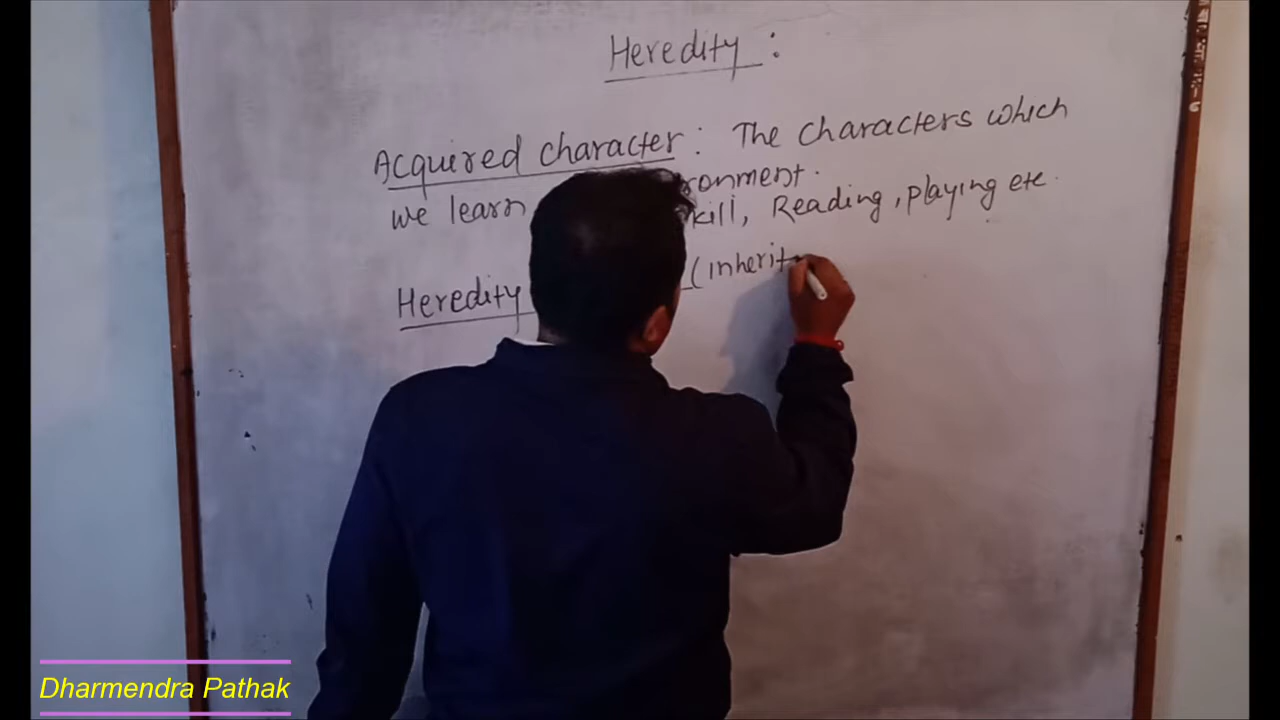 Heredity :
Acquired character : The characters which
we learn ronment.
kill, Reading, playing etc.
Heredity (inherit
Dharmendra Pathak